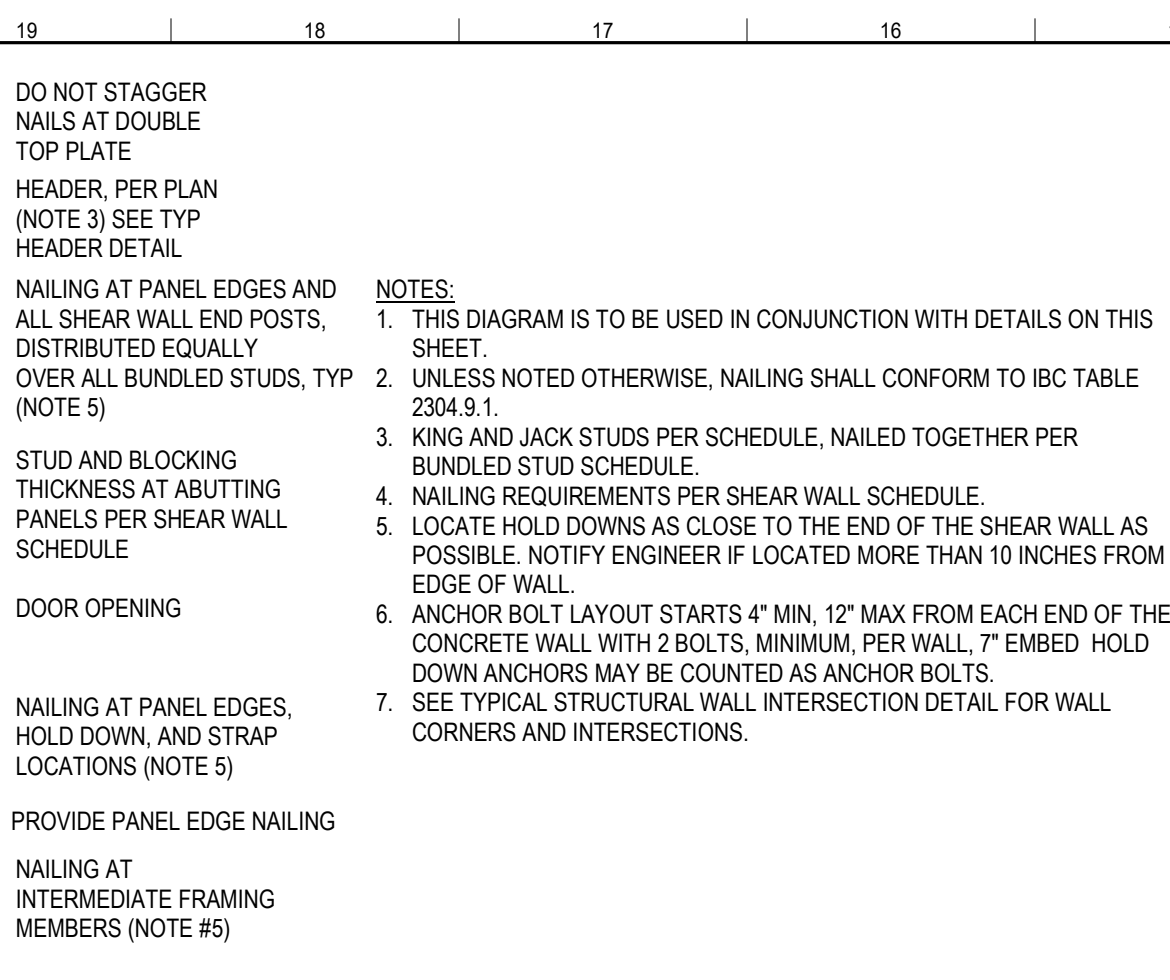 19 18 17 16
DO NOT STAGGER
NAILS AT DOUBLE
TOP PLATE
HEADER, PER PLAN
(NOTE 3) SEE TYP
HEADER DETAIL
NAILING AT PANEL EDGES AND
ALL SHEAR WALL END POSTS,
DISTRIBUTED EQUALLY
OVER ALL BUNDLED STUDS, TYP
(NOTE 5)
STUD AND BLOCKING
THICKNESS AT ABUTTING
PANELS PER SHEAR WALL
SCHEDULE
DOOR OPENING
NAILING AT PANEL EDGES,
HOLD DOWN, AND STRAP
LOCATIONS (NOTE 5)
PROVIDE PANEL EDGE NAILING
NAILING AT
INTERMEDIATE FRAMING
MEMBERS (NOTE #5)
NOTES:
1. THIS DIAGRAM IS TO BE USED IN CONJUNCTION WITH DETAILS ON THIS
SHEET.
2. UNLESS NOTED OTHERWISE, NAILING SHALL CONFORM TO IBC TABLE
2304.9.1.
3. KING AND JACK STUDS PER SCHEDULE, NAILED TOGETHER PER
BUNDLED STUD SCHEDULE.
4. NAILING REQUIREMENTS PER SHEAR WALL SCHEDULE.
5. LOCATE HOLD DOWNS AS CLOSE TO THE END OF THE SHEAR WALL AS
POSSIBLE. NOTIFY ENGINEER IF LOCATED MORE THAN 10 INCHES FROM
EDGE OF WALL.
6. ANCHOR BOLT LAYOUT STARTS 4" MIN, 12" MAX FROM EACH END OF THE
CONCRETE WALL WITH 2 BOLTS, MINIMUM, PER WALL, 7" EMBED HOLD
DOWN ANCHORS MAY BE COUNTED AS ANCHOR BOLTS.
7. SEE TYPICAL STRUCTURAL WALL INTERSECTION DETAIL FOR WALL
CORNERS AND INTERSECTIONS.